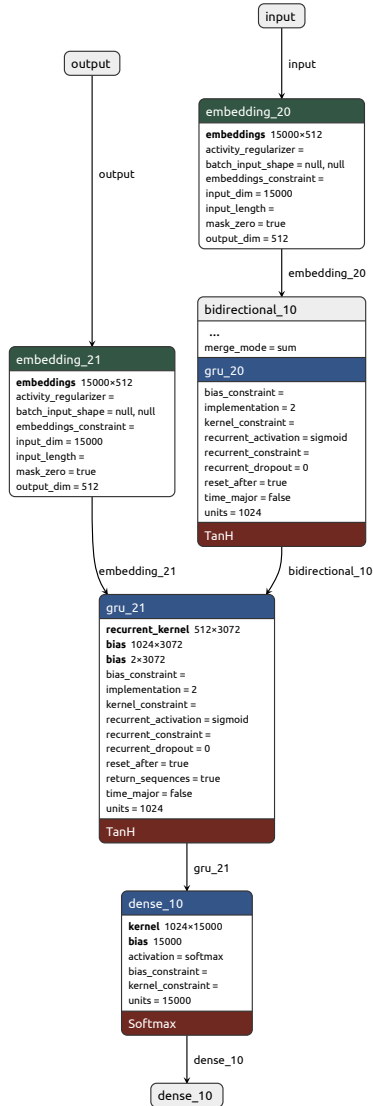 input
input
embedding_20
embeddings 15000×512
activity_regularizer =
batch_input_shape = null, null
embeddings_constraint =
input_dim = 15000
input_length =
mask_zero = true
output_dim = 512
embedding_20
output
output
bidirectional_10
...
merge_mode = sum
gru_20
bias_constraint =
implementation = 2
kernel_constraint =
recurrent_activation = sigmoid
recurrent_constraint =
recurrent_dropout = 0
reset_after = true
time_major = false
units = 1024
TanH
bidirectional_10
embedding_21
embeddings 15000×512
activity_regularizer =
batch_input_shape = null, null
embeddings_constraint =
input_dim = 15000
input_length =
mask_zero = true
output_dim = 512
embedding_21
gru_21
recurrent_kernel 512×3072
bias 1024×3072
bias 2×3072
bias_constraint =
implementation = 2
kernel_constraint =
recurrent_activation = sigmoid
recurrent_constraint =
recurrent_dropout = 0
reset_after = true
return_sequences = true
time_major = false
units = 1024
TanH
gru_21
dense_10
kernel 1024×15000
bias 15000
activation = softmax
bias_constraint =
kernel_constraint =
units = 15000
Softmax
dense_10
dense_10